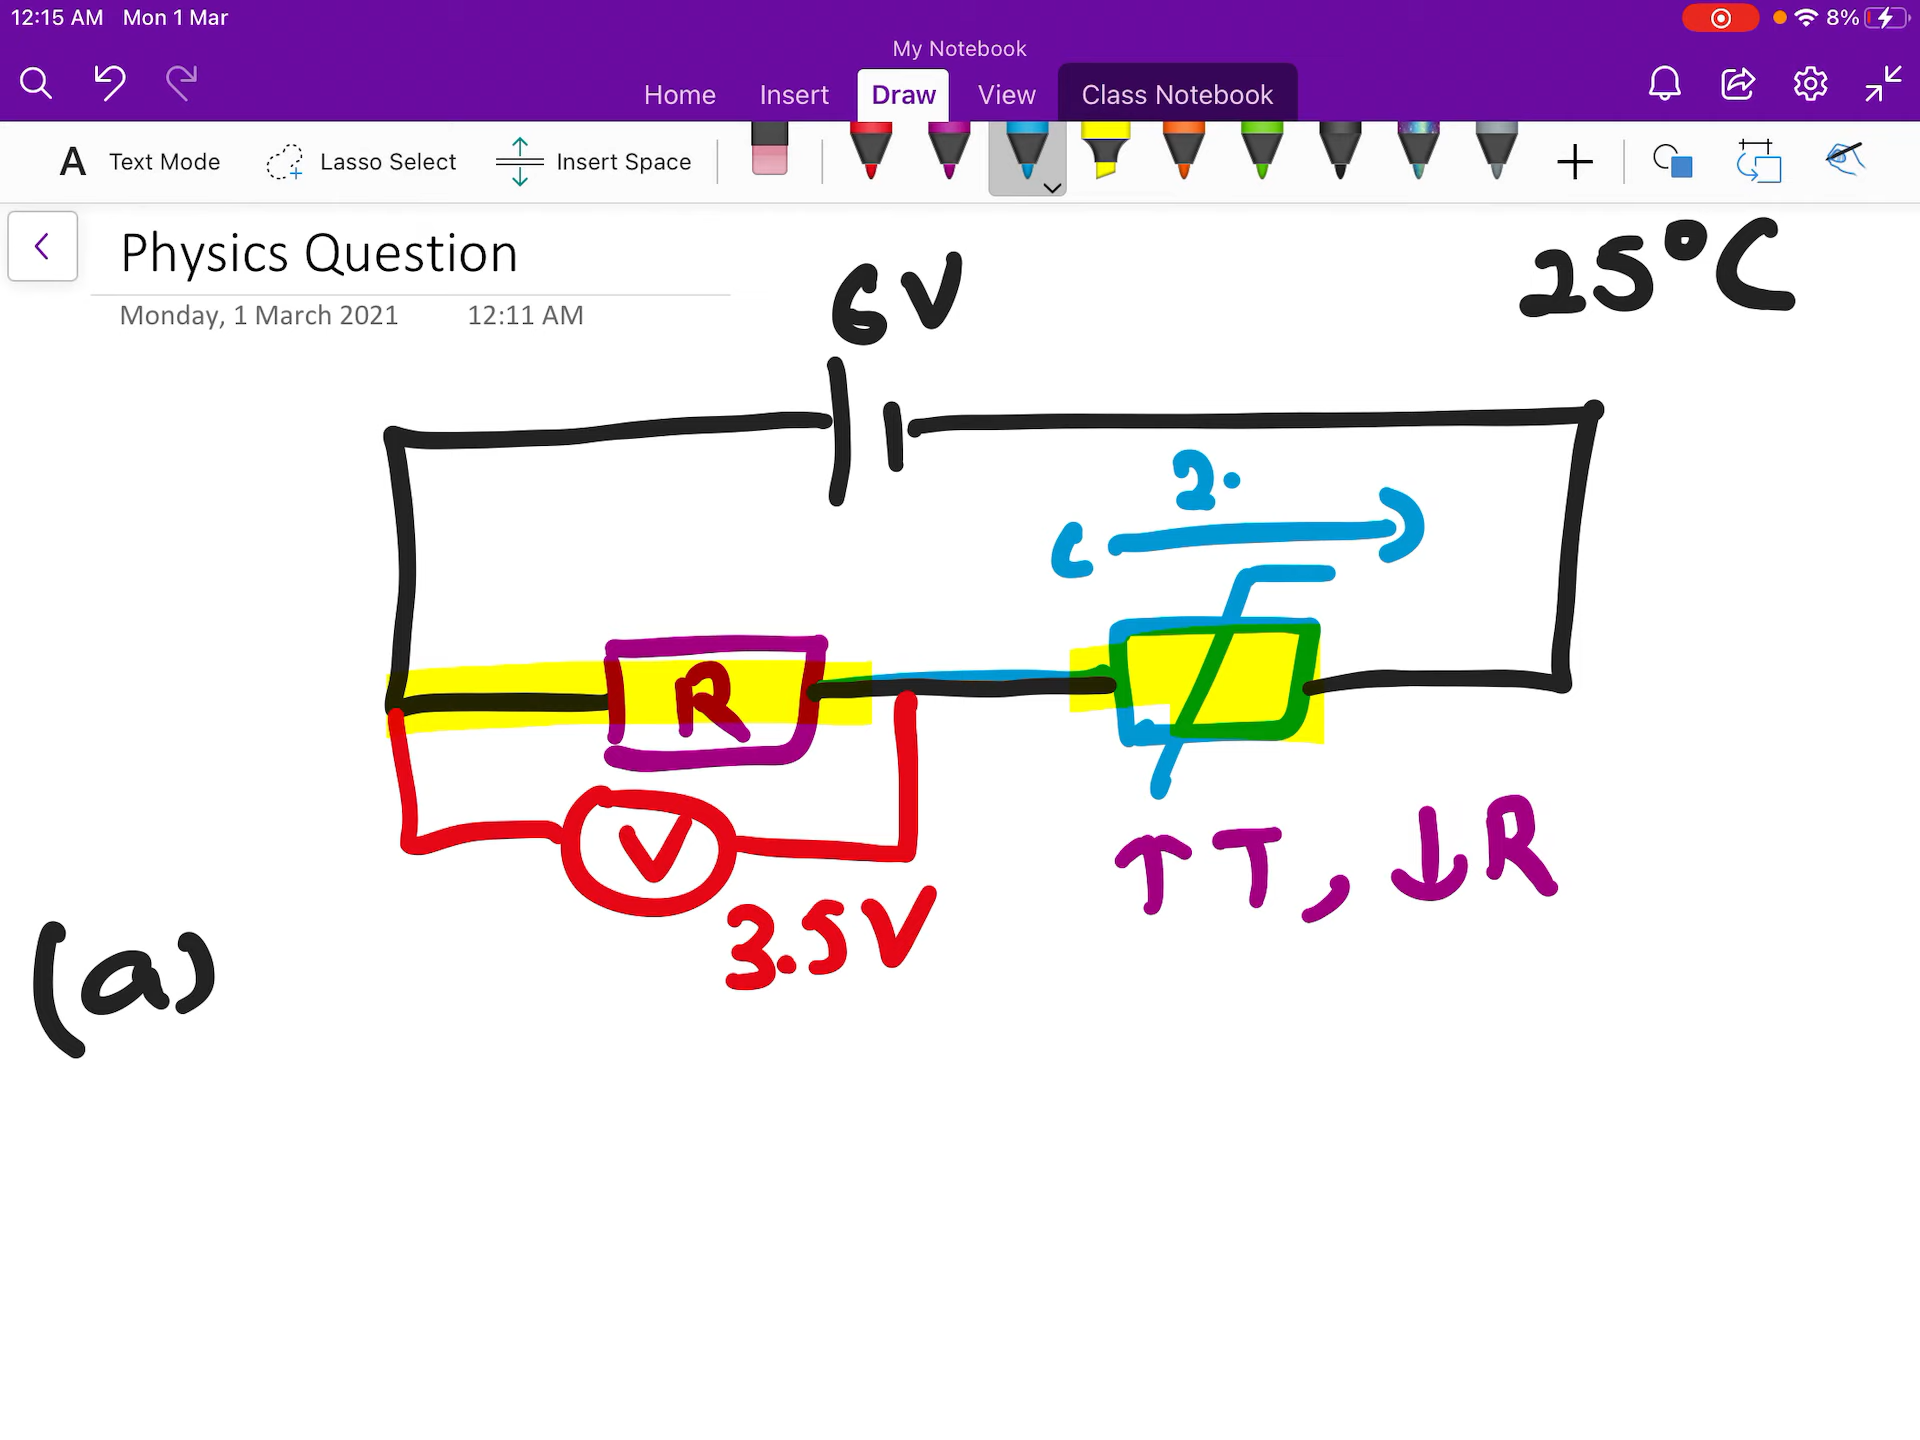 12:15 AM Mon 1 Mar
8%
My Notebook
Home Insert Draw View Class Notebook
A Text Mode Lasso Select Insert Space
Physics Question
Monday, 1 March 2021 12:11 AM
6V
25°C
2.
R
V
3.5V
↑T, ↓R
(a)